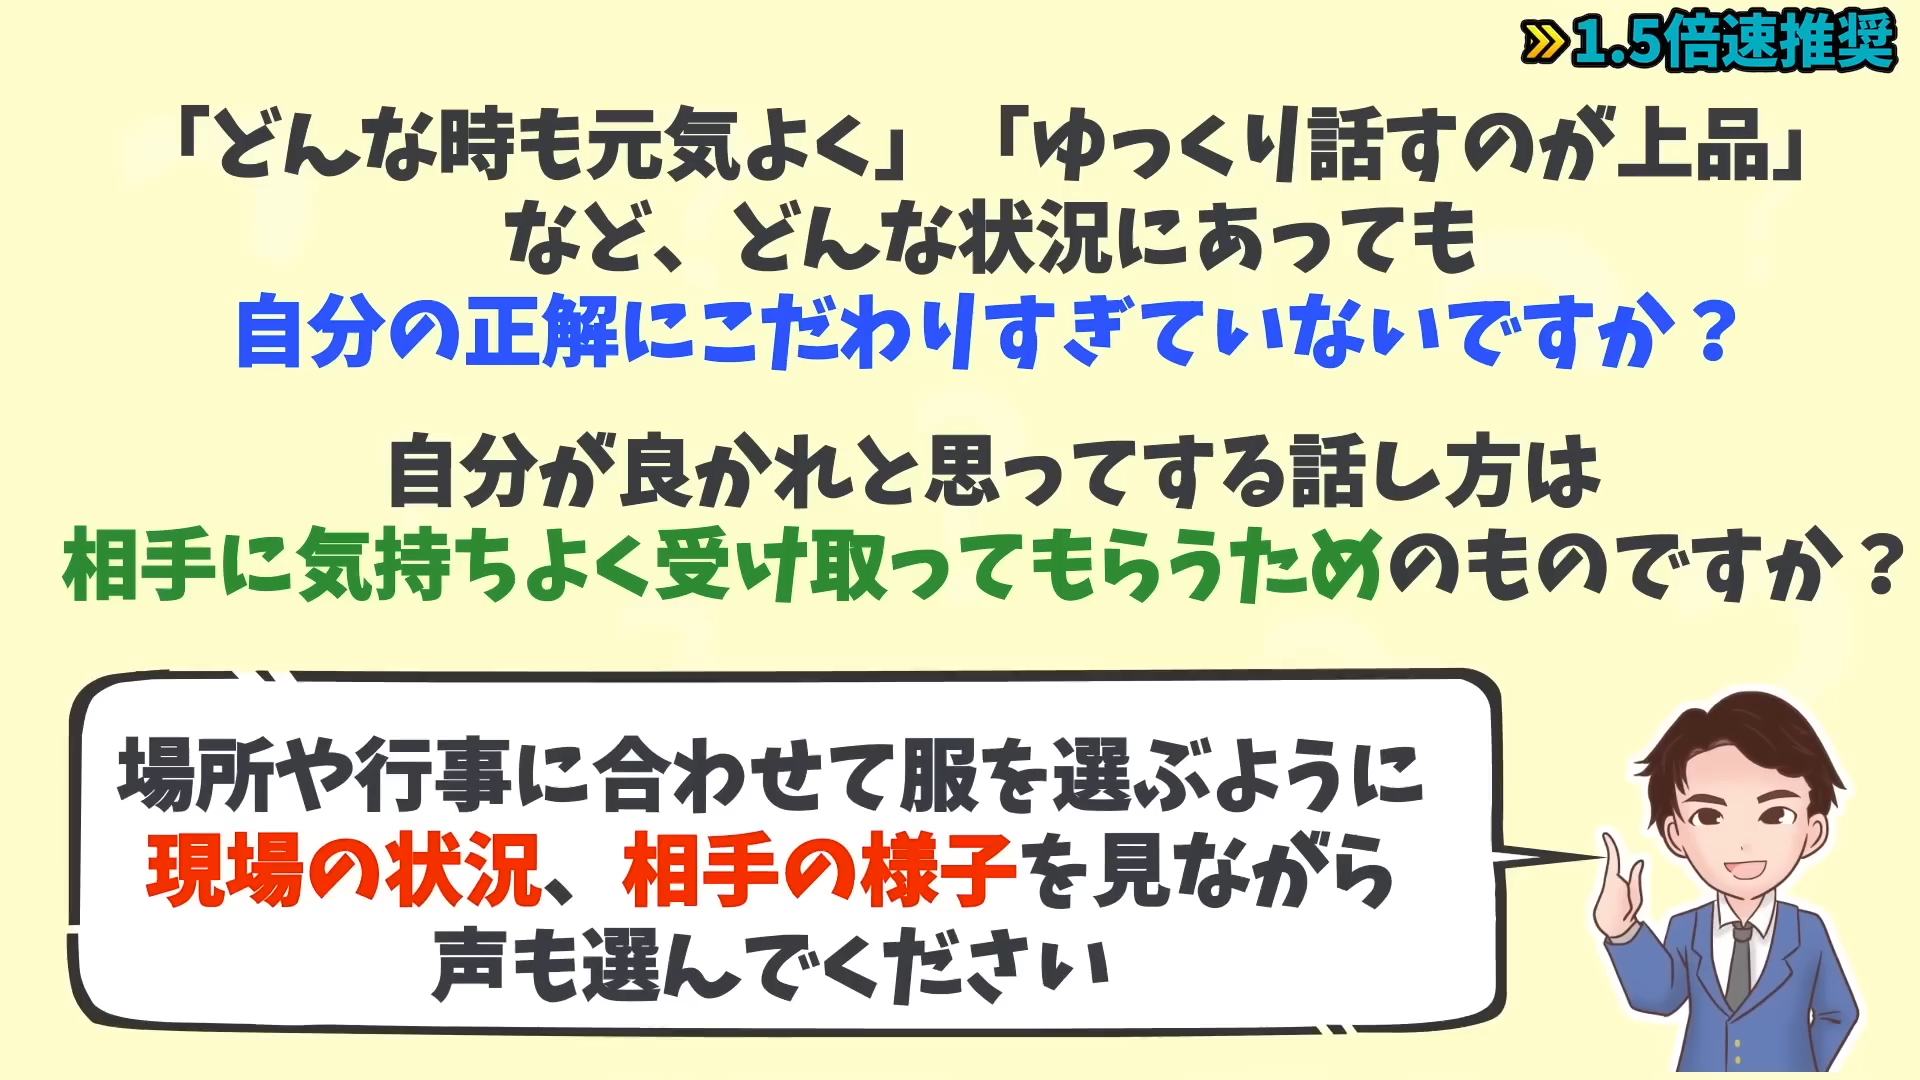 1.5倍速推奨
「どんな時も元気よく」「ゆっくり話すのが上品」
など、どんな状況にあっても
自分の正解にこだわりすぎていないですか？
自分が良かれと思ってする話し方は
相手に気持ちよく受け取ってもらうためのものですか？
場所や行事に合わせて服を選ぶように
現場の状況、相手の様子を見ながら
声も選んでください